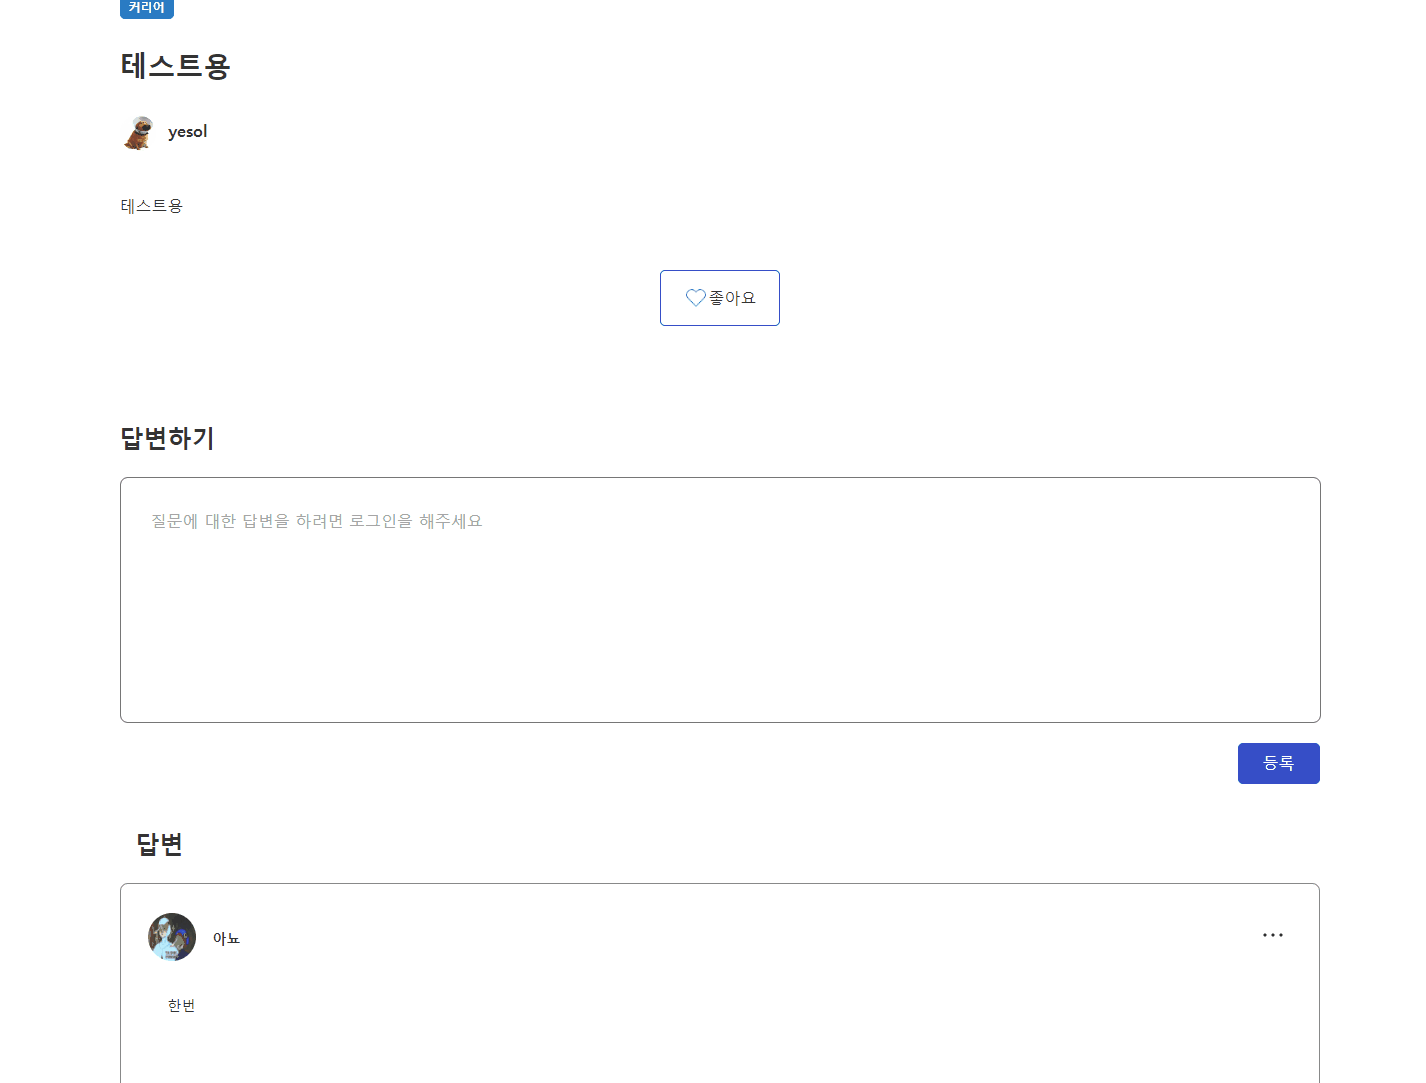 커리어
테스트용
yesol
테스트용
좋아요
답변하기
질문에 대한 답변을 하려면 로그인을 해주세요
등록
답변
아뇨
한번